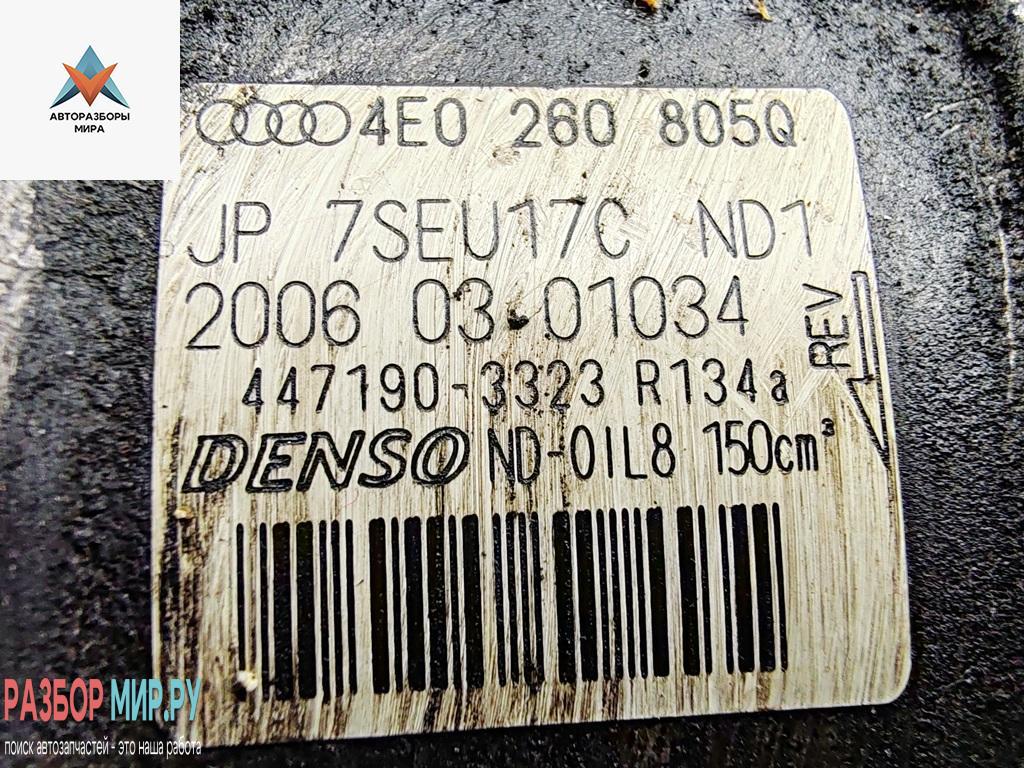 АВТОРАЗБОРЫ
МИРА
4E0 260 805Q
JP 7SEU17C ND1
2006 03 01034
REV
447190-3323 R134a
DENSO ND-OIL8 150cm³
РАЗБОР МИР.РУ
поиск автозапчастей - это наша работа